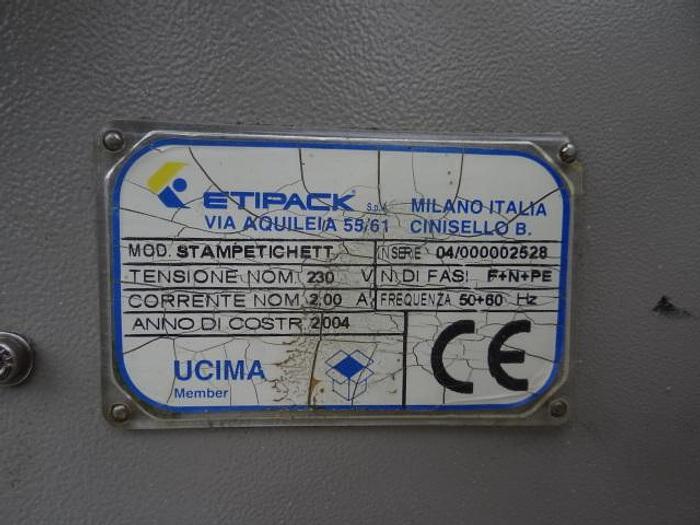 ETIPACK S.p.A. MILANO ITALIA
VIA AQUILEIA 55/61 CINISELLO B.
MOD. STAMPETICHETT N SERIE 04/000002528
TENSIONE NOM. 230 V N. DI FASI F+N+PE
CORRENTE NOM 2,00 A FREQUENZA 50+60 Hz
ANNO DI COSTR. 2004
UCIMA
Member
CE